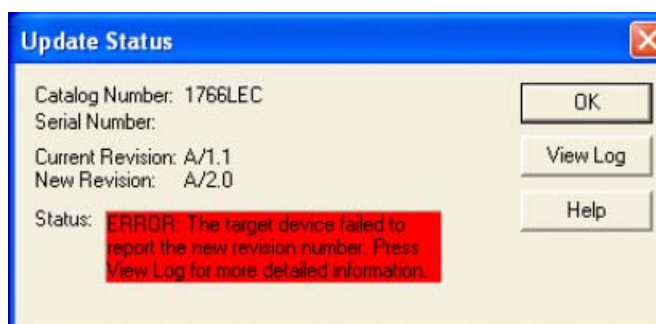 Update Status
Catalog Number: 1766LEC
Serial Number:
Current Revision: A/1.1
New Revision: A/2.0
Status: ERROR: The target device failed to
report the new revision number. Press
View Log for more detailed information.
OK
View Log
Help